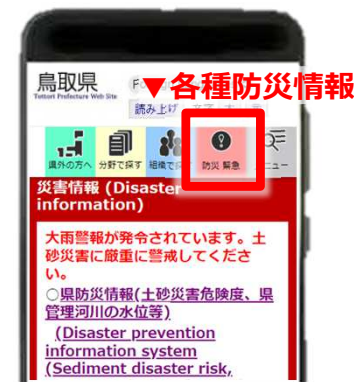 ▼各種防災情報
鳥取県
Tottori Prefecture Web Site
読み上げ
県外の方へ 分野で探す 組織で 防災 緊急
災害情報 (Disaster
information)
大雨警報が発令されています。土
砂災害に厳重に警戒してくださ
い。
○県防災情報(土砂災害危険度、県
管理河川の水位等)
(Disaster prevention
information system
(Sediment disaster risk,